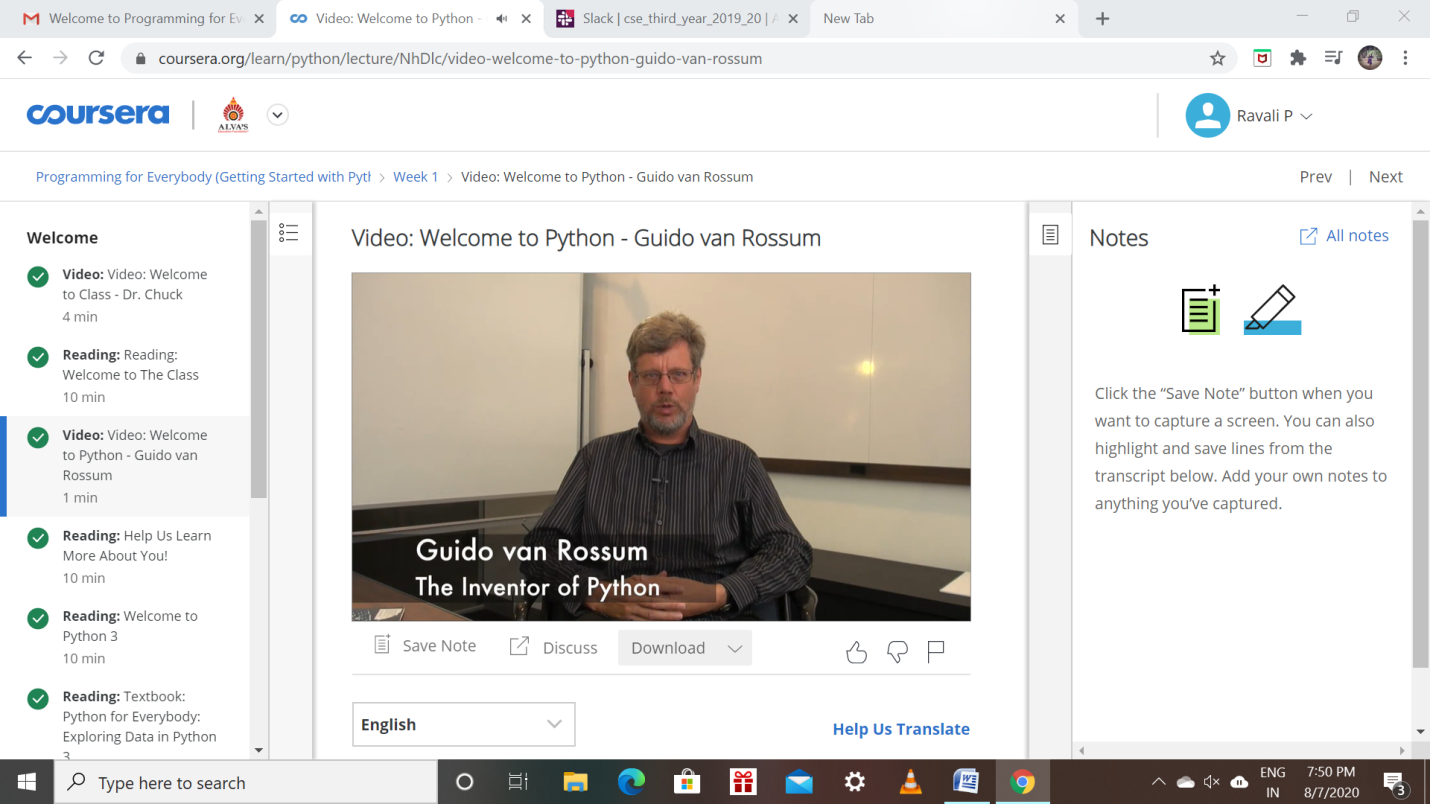 Welcome to Programming for Ev
Video: Welcome to Python -
Slack | cse_third_year_2019_20 | A
New Tab
coursera.org/learn/python/lecture/NhDlc/video-welcome-to-python-guido-van-rossum
coursera
ALVA'S
Ravali P
Programming for Everybody (Getting Started with Pyth
Week 1
Video: Welcome to Python - Guido van Rossum
Prev | Next
Welcome
Video: Video: Welcome
to Class - Dr. Chuck
4 min
Reading: Reading:
Welcome to The Class
10 min
Video: Video: Welcome
to Python - Guido van
Rossum
1 min
Reading: Help Us Learn
More About You!
10 min
Reading: Welcome to
Python 3
10 min
Reading: Textbook:
Python for Everybody:
Exploring Data in Python
3
Video: Welcome to Python - Guido van Rossum
Guido van Rossum
The Inventor of Python
Save Note
Discuss
Download
English
Help Us Translate
Notes
All notes
Click the “Save Note” button when you
want to capture a screen. You can also
highlight and save lines from the
transcript below. Add your own notes to
anything you’ve captured.
Type here to search
ENG
IN
7:50 PM
8/7/2020
3